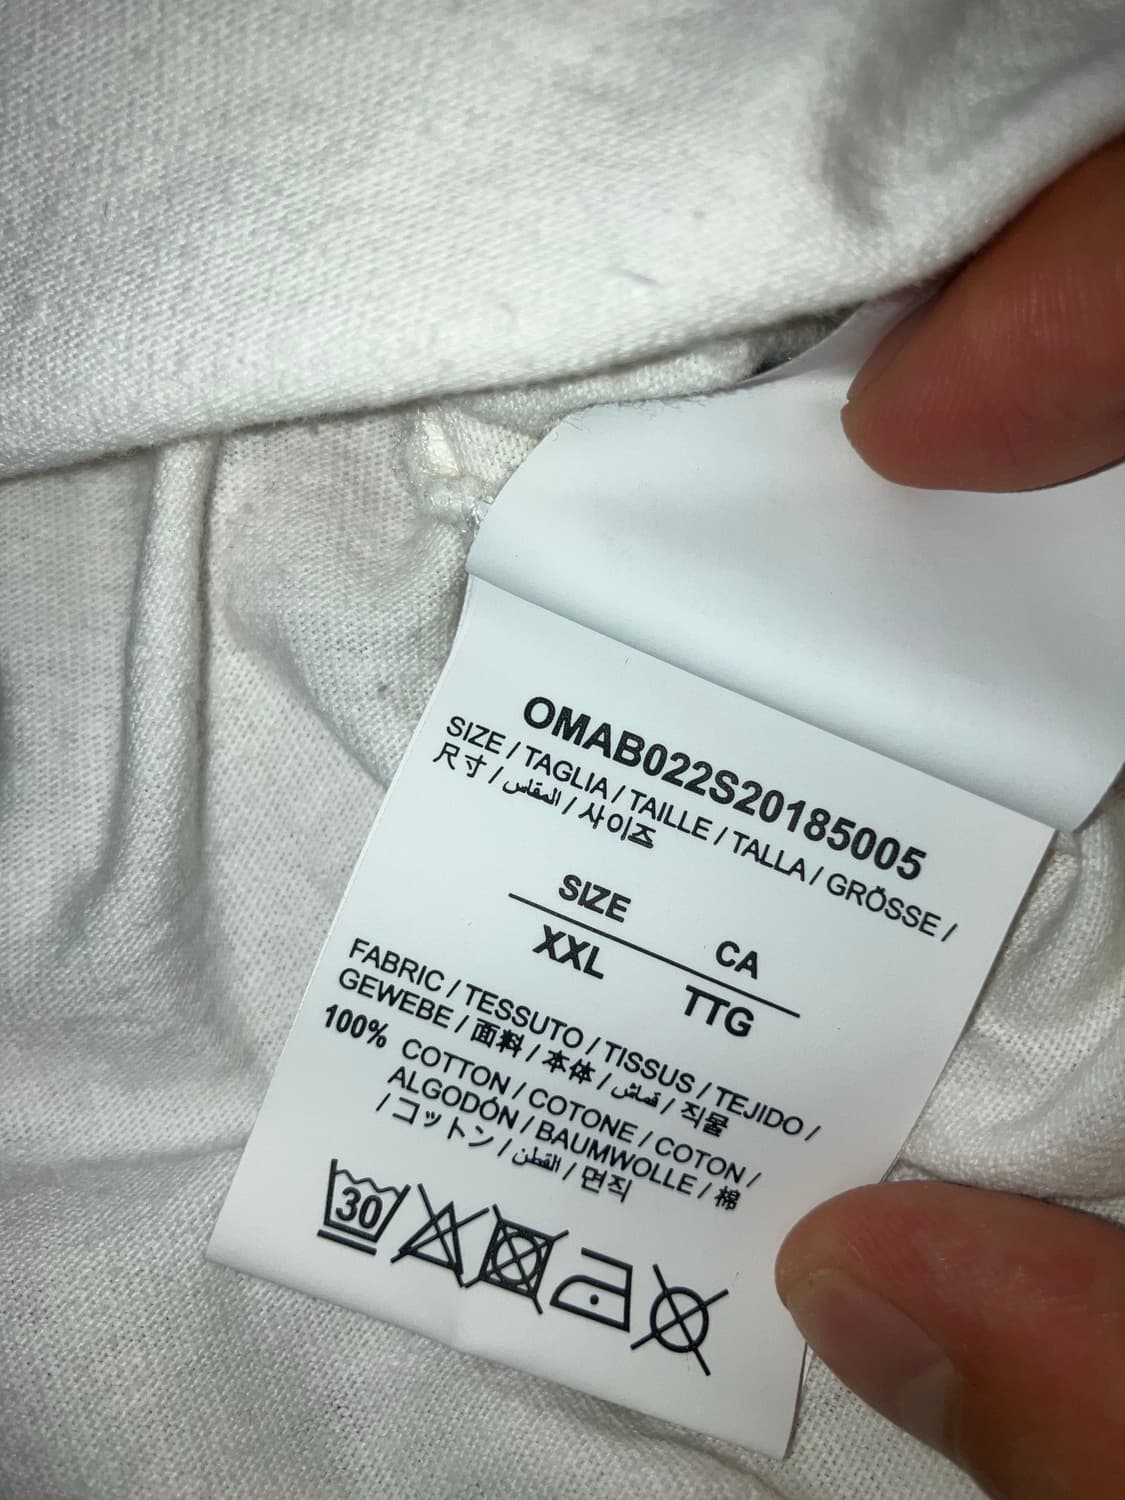 OMAB022S20185005
SIZE / TAGLIA / TAILLE / TALLA / GRÖSSE /
尺寸 / المقاس / 사이즈
SIZE CA
XXL TTG
FABRIC / TESSUTO / TISSUS / TEJIDO /
GEWEBE / 面料 / 本体 / قماش / 직물
100% COTTON / COTONE / COTON /
ALGODÓN / BAUMWOLLE / 棉
/ コットン / القطن / 면직
30